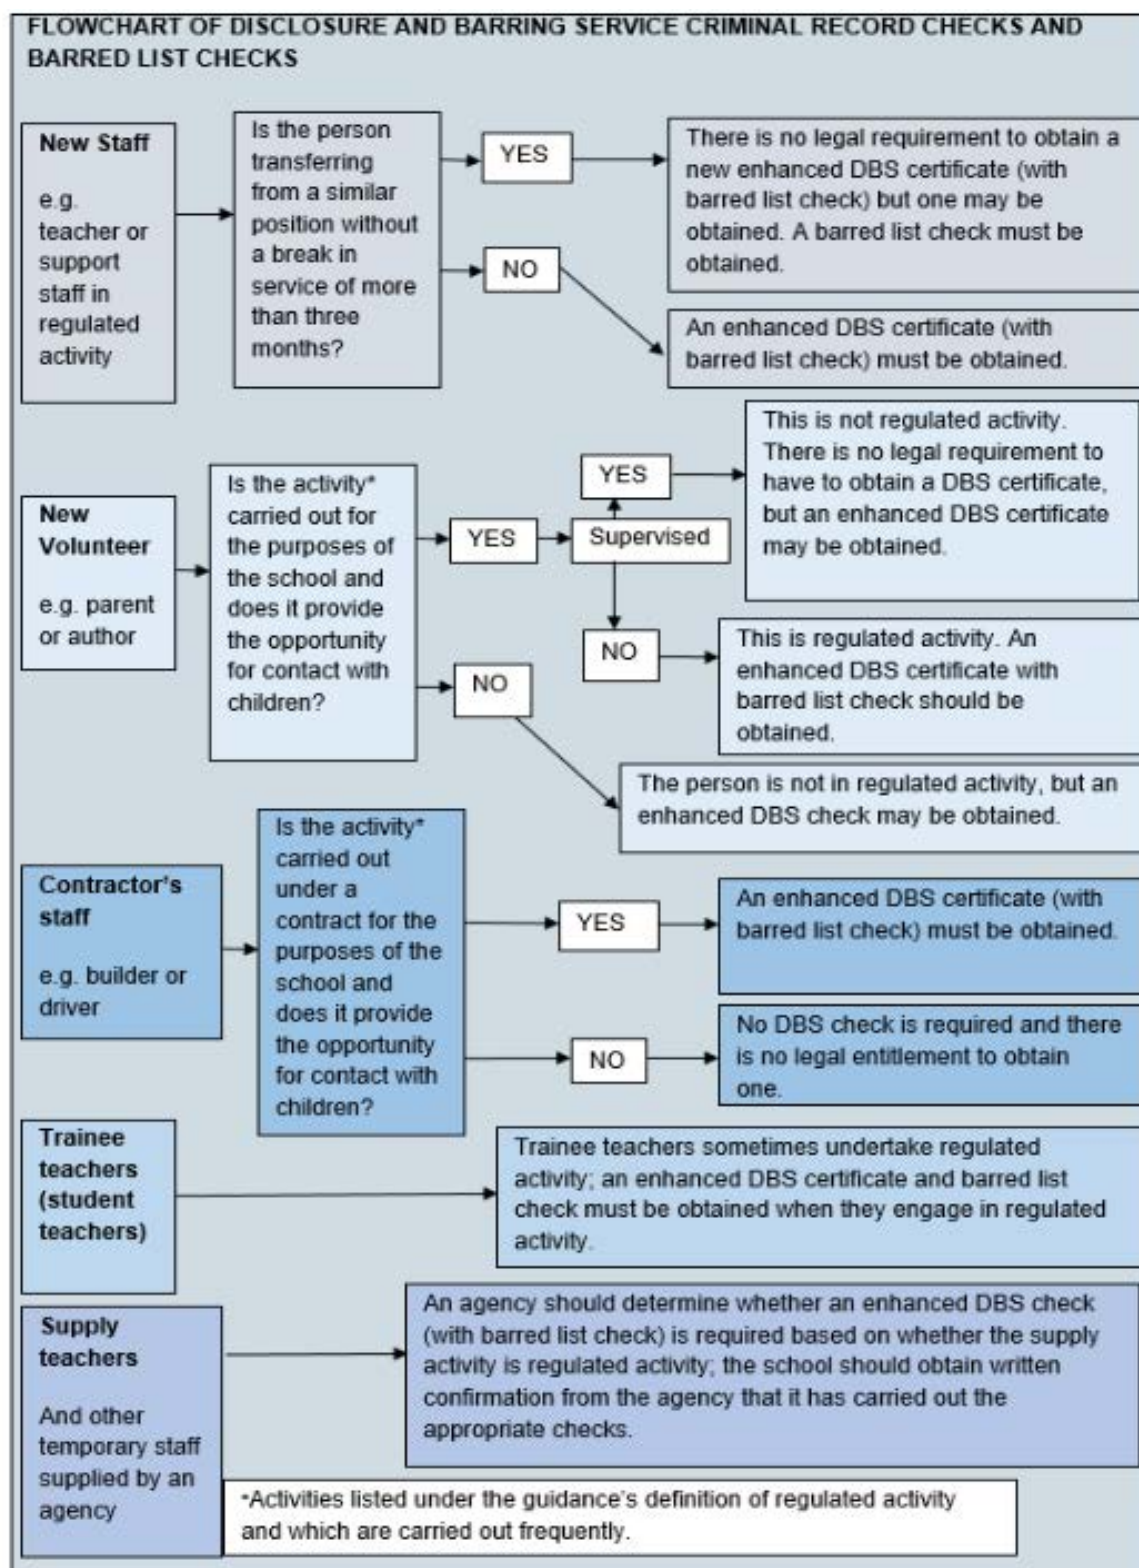 FLOWCHART OF DISCLOSURE AND BARRING SERVICE CRIMINAL RECORD CHECKS AND
BARRED LIST CHECKS
New Staff
e.g.
teacher or
support
staff in
regulated
activity
Is the person
transferring
from a similar
position without
a break in
service of more
than three
months?
YES
There is no legal requirement to obtain a
new enhanced DBS certificate (with
barred list check) but one may be
obtained. A barred list check must be
obtained.
NO
An enhanced DBS certificate (with
barred list check) must be obtained.
New
Volunteer
e.g. parent
or author
Is the activity*
carried out for
the purposes of
the school and
does it provide
the opportunity
for contact with
children?
YES
Supervised
YES
This is not regulated activity.
There is no legal requirement to
have to obtain a DBS certificate,
but an enhanced DBS certificate
may be obtained.
NO
This is regulated activity. An
enhanced DBS certificate with
barred list check should be
obtained.
NO
The person is not in regulated activity, but an
enhanced DBS check may be obtained.
Contractor's
staff
e.g. builder or
driver
Is the activity*
carried out
under a
contract for the
purposes of the
school and
does it provide
the opportunity
for contact with
children?
YES
An enhanced DBS certificate (with
barred list check) must be obtained.
NO
No DBS check is required and there
is no legal entitlement to obtain
one.
Trainee
teachers
(student
teachers)
Trainee teachers sometimes undertake regulated
activity; an enhanced DBS certificate and barred list
check must be obtained when they engage in regulated
activity.
Supply
teachers
And other
temporary staff
supplied by an
agency
An agency should determine whether an enhanced DBS check
(with barred list check) is required based on whether the supply
activity is regulated activity; the school should obtain written
confirmation from the agency that it has carried out the
appropriate checks.
*Activities listed under the guidance's definition of regulated activity
and which are carried out frequently.